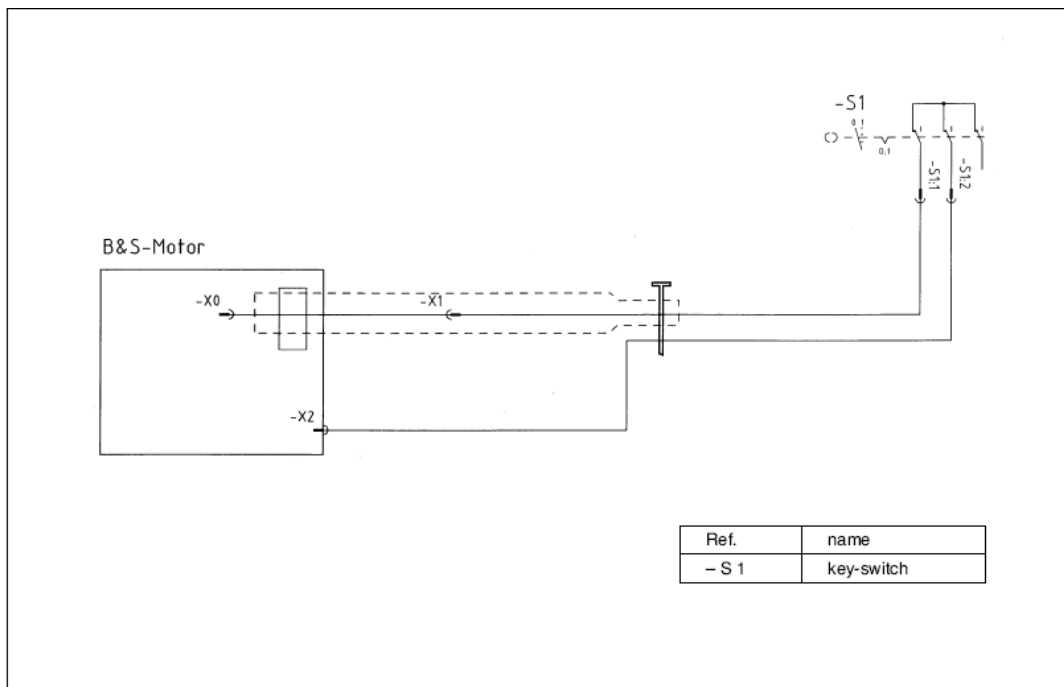 -S1
0
0,1
-S1:1
-S1:2
B&S-Motor
-X0
-X1
-X2
Ref. name
– S 1 key-switch